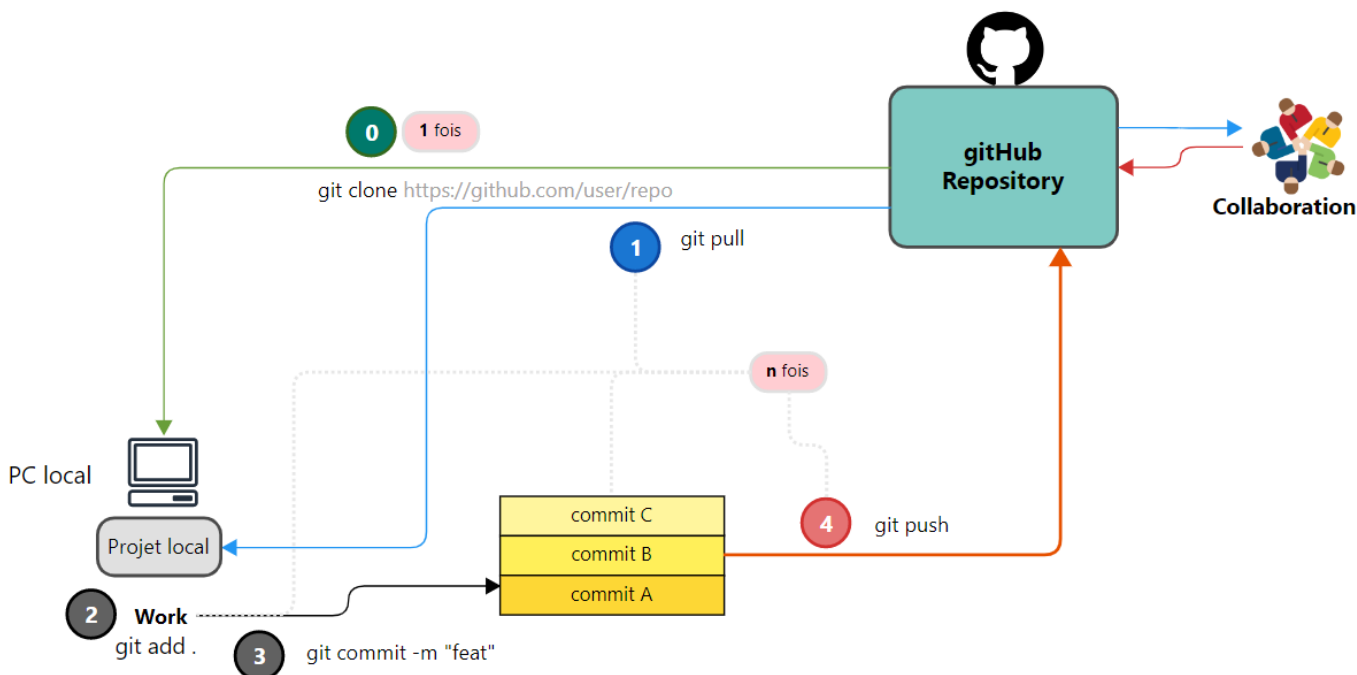 0
1 fois
gitHub
Repository
git clone https://github.com/user/repo
Collaboration
1
git pull
n fois
PC local
commit C
4
git push
Projet local
commit B
commit A
2
Work
git add .
3
git commit -m "feat"